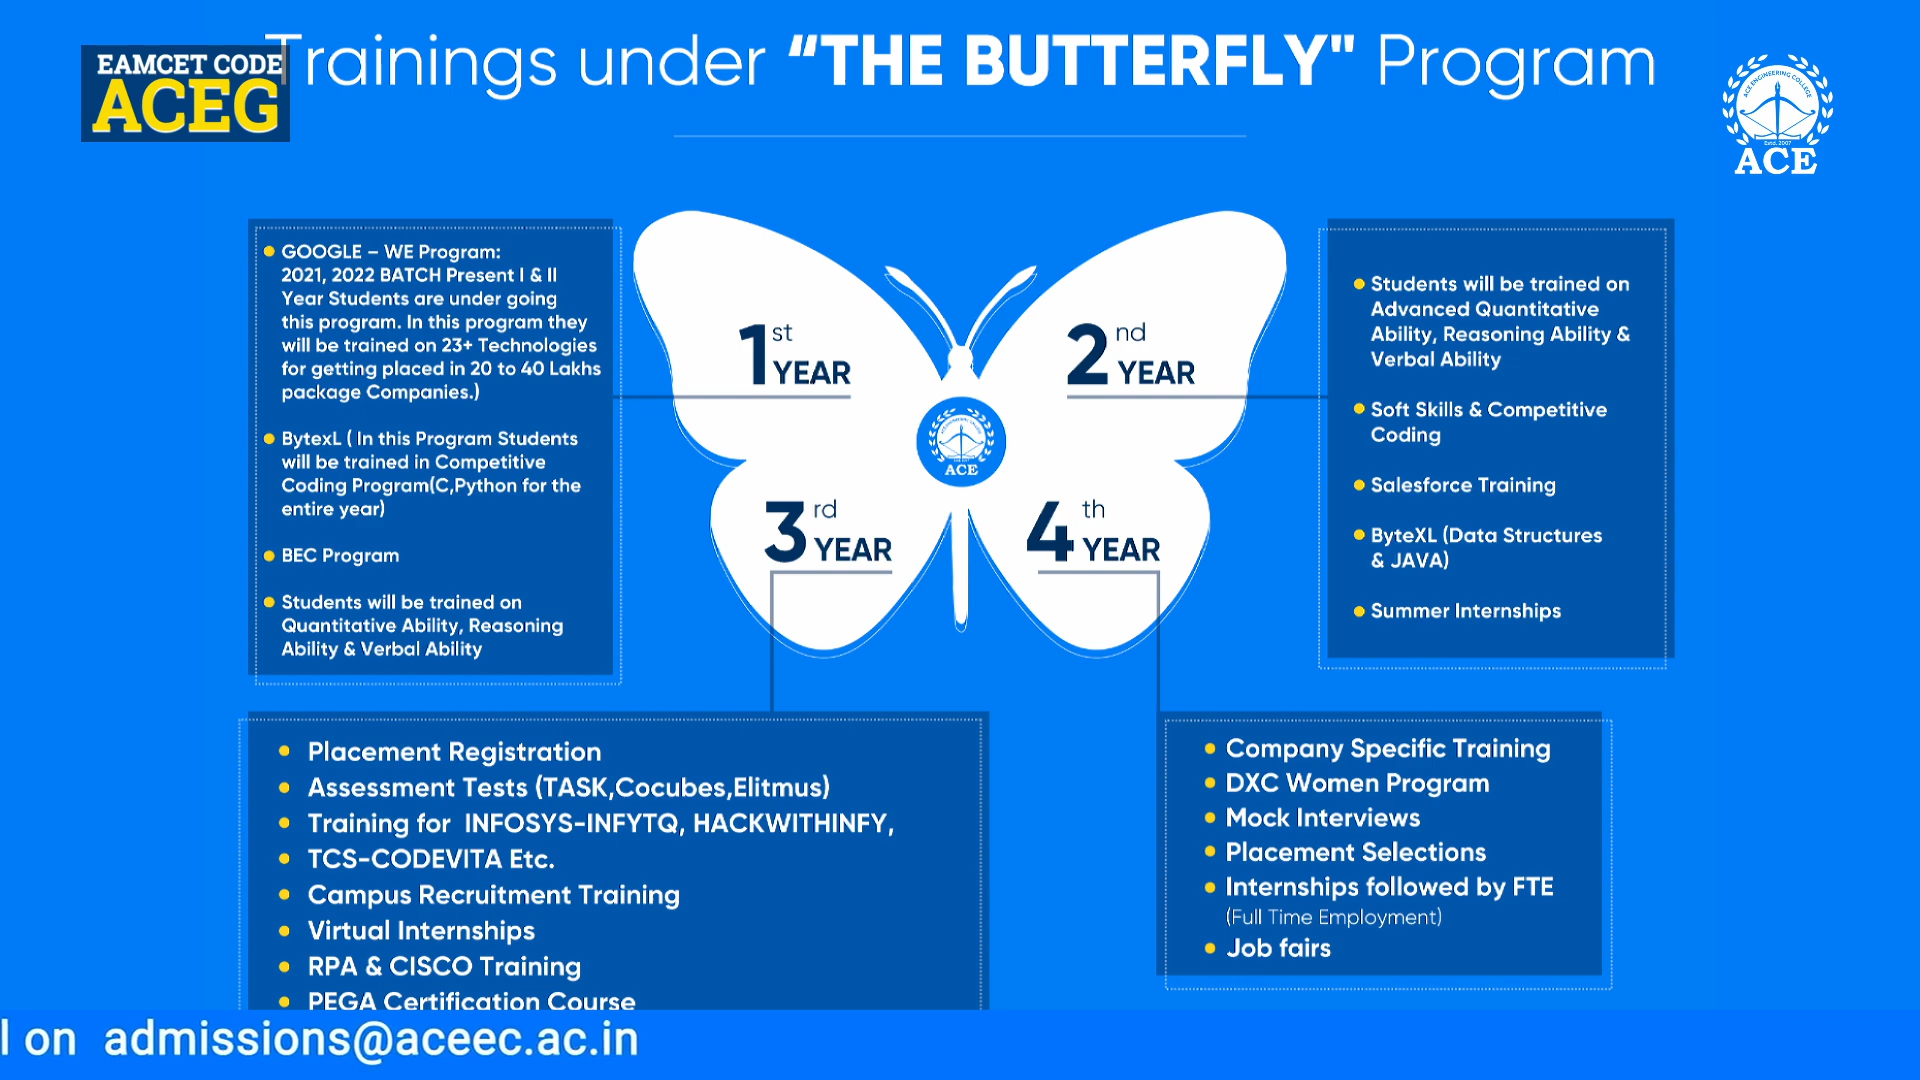 Trainings under “THE BUTTERFLY" Program
EAMCET CODE
ACEG
ACE ENGINEERING COLLEGE
Estd. 2007
ACE
GOOGLE – WE Program:
2021, 2022 BATCH Present I & II
Year Students are under going
this program. In this program they
will be trained on 23+ Technologies
for getting placed in 20 to 40 Lakhs
package Companies.)
BytexL ( In this Program Students
will be trained in Competitive
Coding Program(C,Python for the
entire year)
BEC Program
Students will be trained on
Quantitative Ability, Reasoning
Ability & Verbal Ability
1st
YEAR
2nd
YEAR
ACE
3rd
YEAR
4th
YEAR
Students will be trained on
Advanced Quantitative
Ability, Reasoning Ability &
Verbal Ability
Soft Skills & Competitive
Coding
Salesforce Training
ByteXL (Data Structures
& JAVA)
Summer Internships
Placement Registration
Assessment Tests (TASK,Cocubes,Elitmus)
Training for INFOSYS-INFYTQ, HACKWITHINFY,
TCS-CODEVITA Etc.
Campus Recruitment Training
Virtual Internships
RPA & CISCO Training
PEGA Certification Course
Company Specific Training
DXC Women Program
Mock Interviews
Placement Selections
Internships followed by FTE
(Full Time Employment)
Job fairs
l on admissions@aceec.ac.in